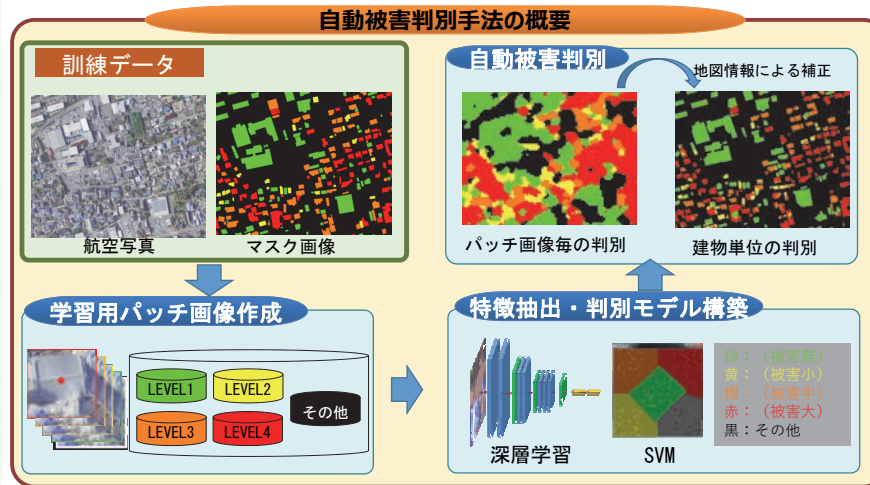 自動被害判別手法の概要
訓練データ
航空写真
マスク画像
学習用パッチ画像作成
LEVEL1
LEVEL2
LEVEL3
LEVEL4
その他
特徴抽出・判別モデル構築
深層学習
SVM
緑：（被害無）
黄：（被害小）
橙：（被害中）
赤：（被害大）
黒：その他
自動被害判別
地図情報による補正
パッチ画像毎の判別
建物単位の判別